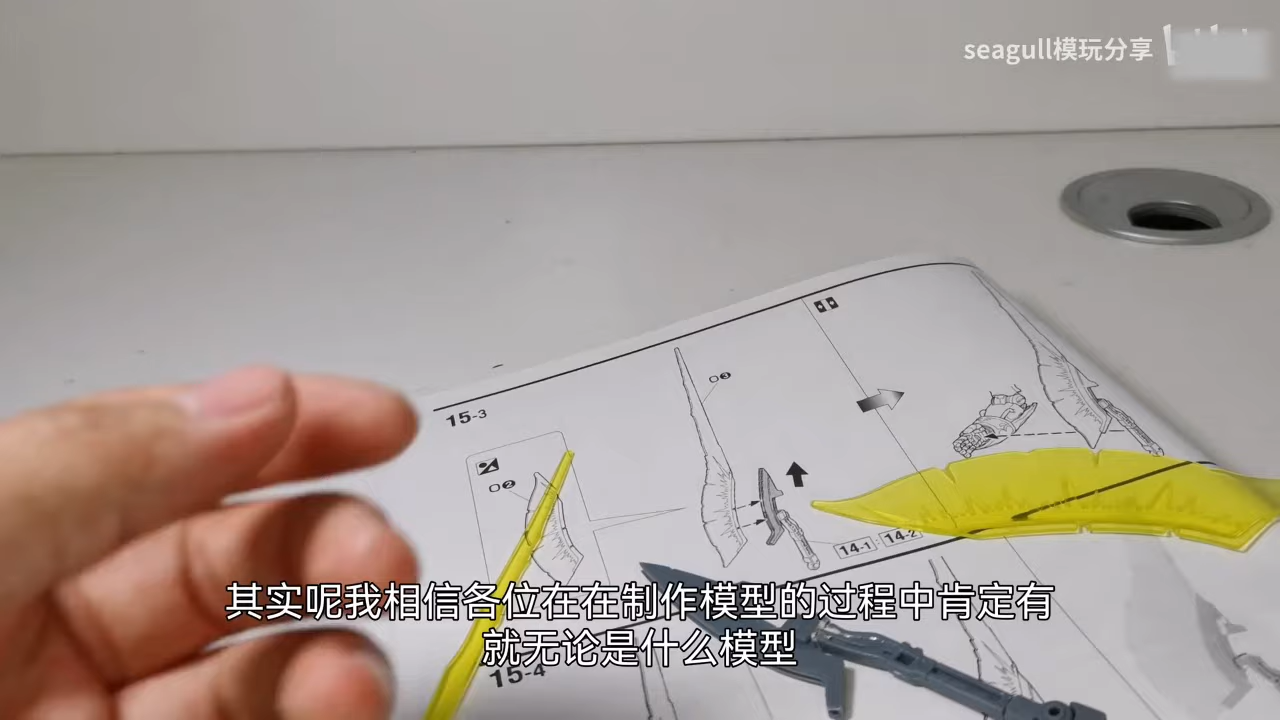 seagull模玩分享
15-3
14-1
14-2
其实呢我相信各位在在制作模型的过程中肯定有
就无论是什么模型
15-4